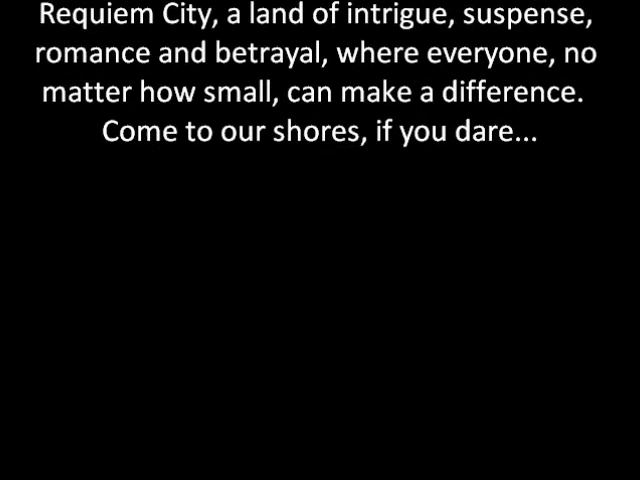 Requiem City, a land of intrigue, suspense,
romance and betrayal, where everyone, no
matter how small, can make a difference.
Come to our shores, if you dare...